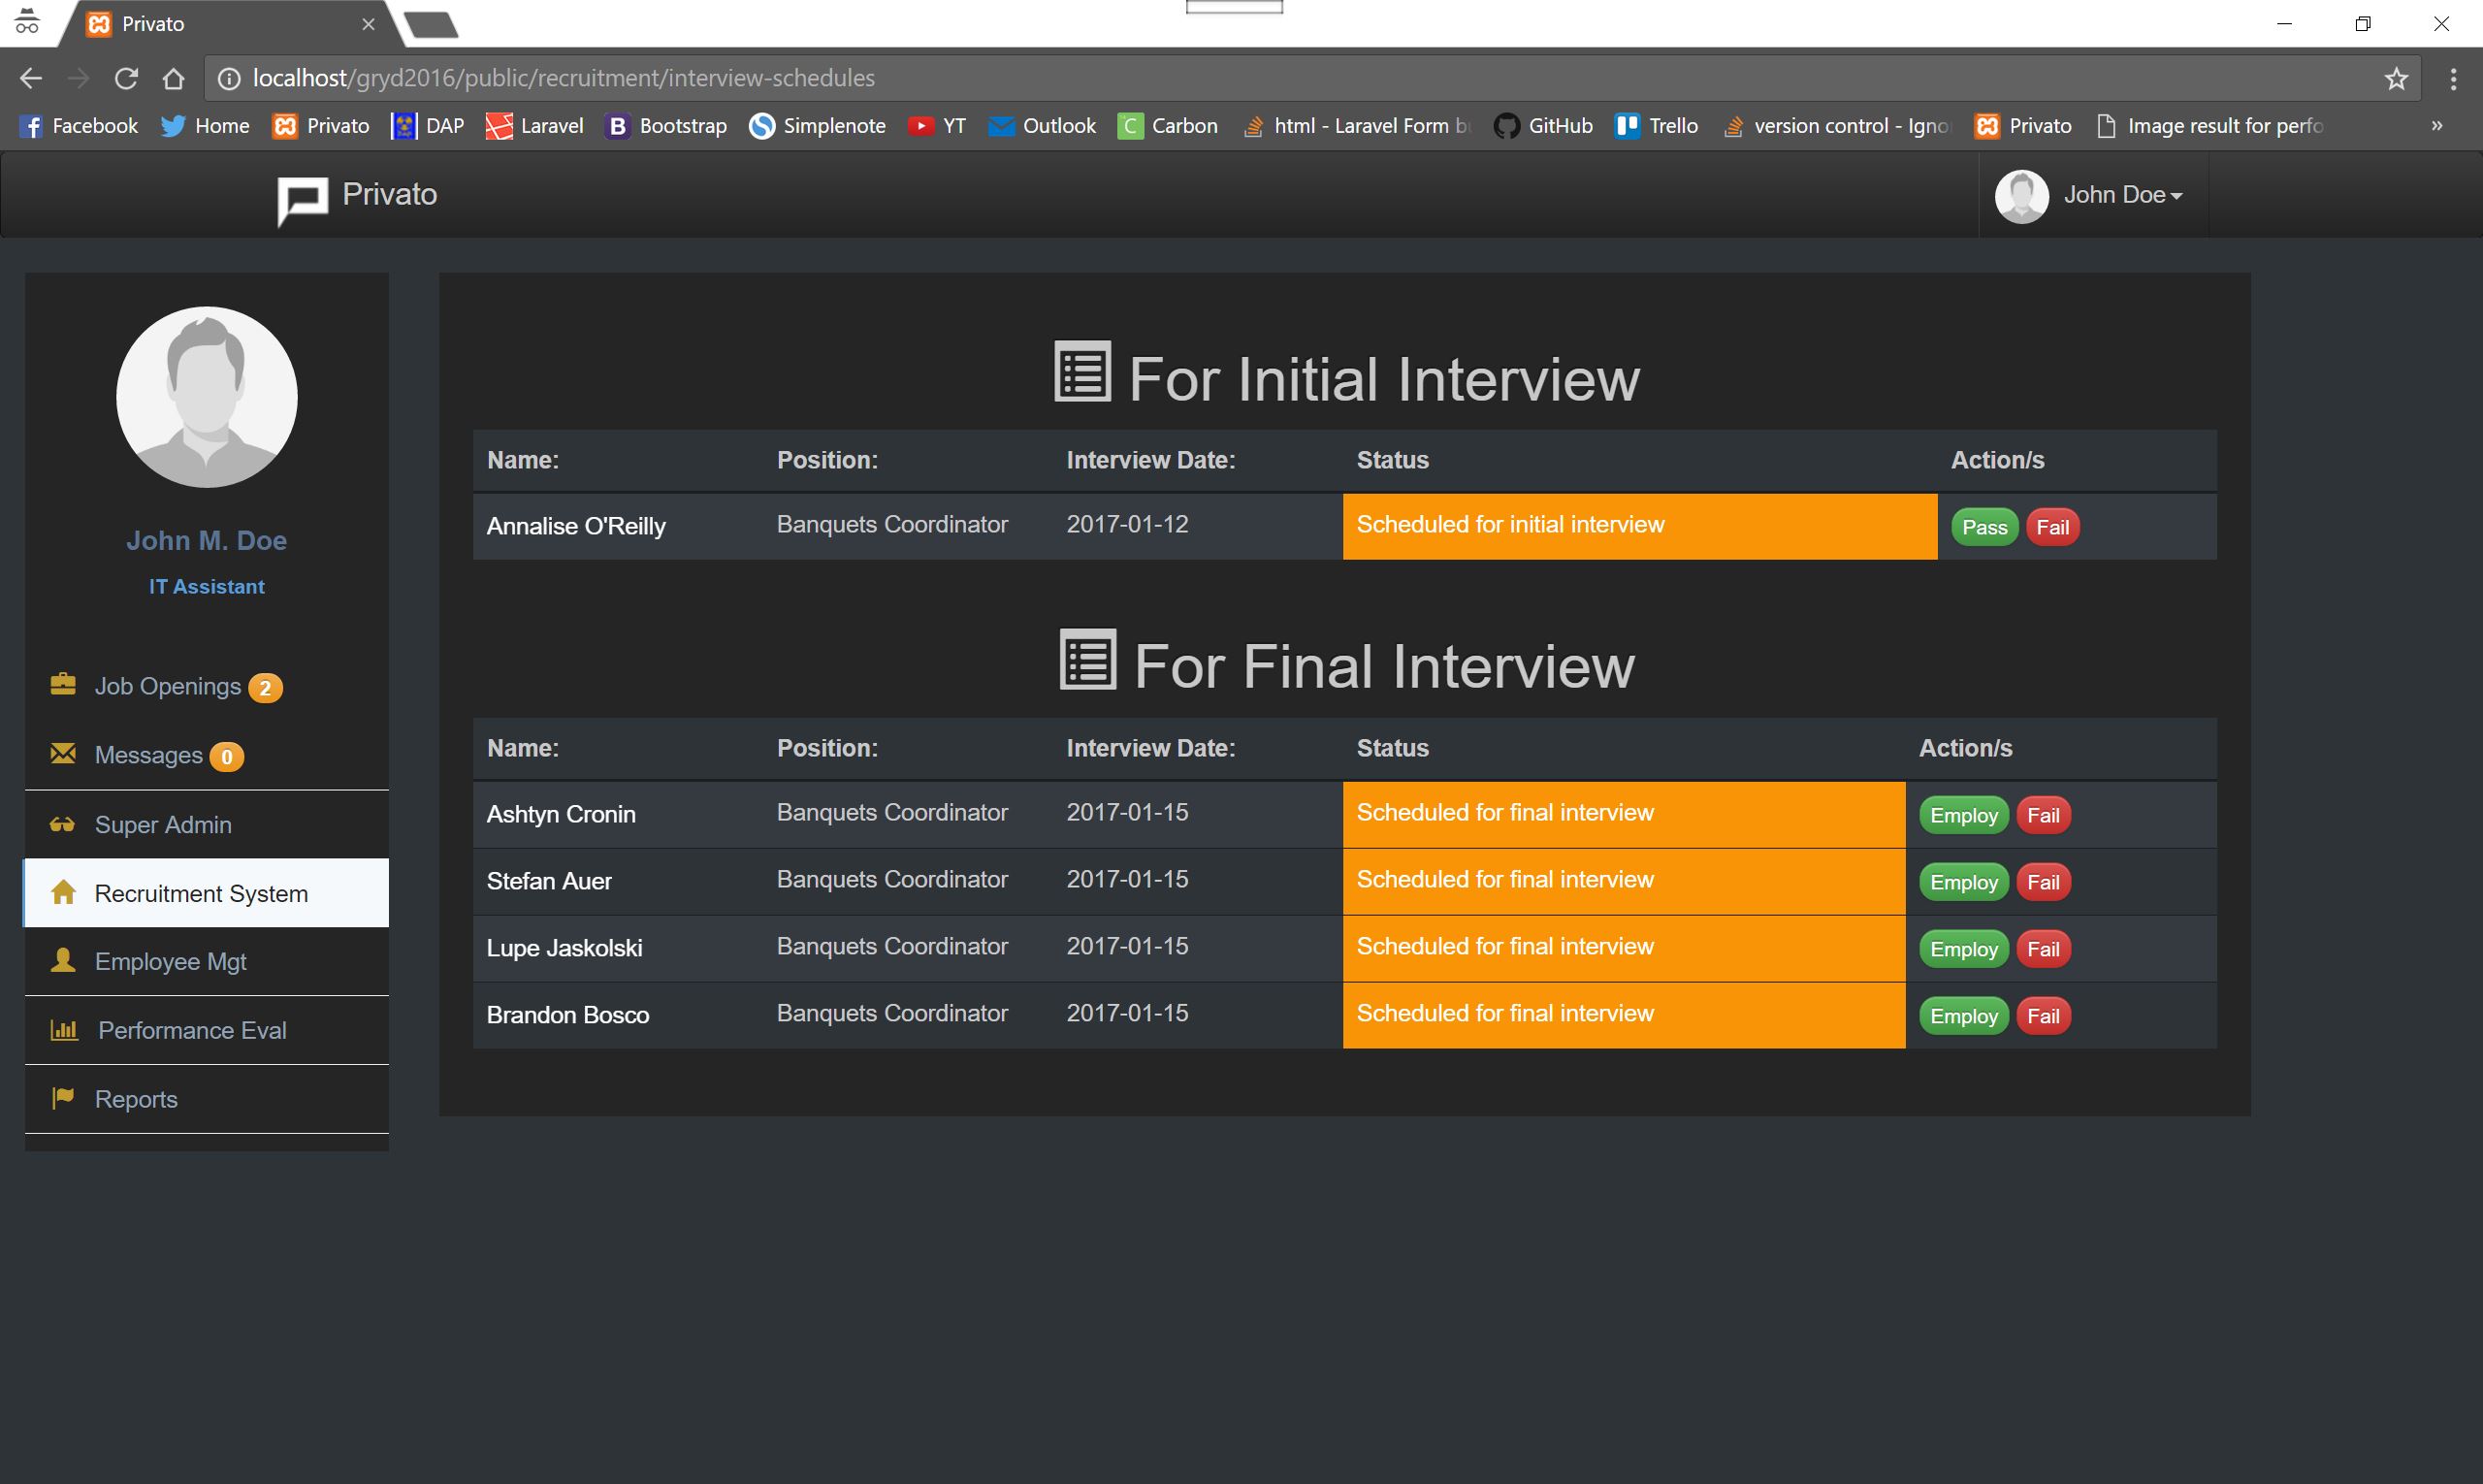 Privato
localhost/gryd2016/public/recruitment/interview-schedules
Facebook Home Privato DAP Laravel Bootstrap Simplenote YT Outlook Carbon html - Laravel Form b GitHub Trello version control - Igno Privato Image result for perfo »
Privato John Doe
John M. Doe
IT Assistant
Job Openings 2
Messages 0
Super Admin
Recruitment System
Employee Mgt
Performance Eval
Reports
For Initial Interview
Name: Position: Interview Date: Status Action/s
Annalise O'Reilly Banquets Coordinator 2017-01-12 Scheduled for initial interview Pass Fail
For Final Interview
Name: Position: Interview Date: Status Action/s
Ashtyn Cronin Banquets Coordinator 2017-01-15 Scheduled for final interview Employ Fail
Stefan Auer Banquets Coordinator 2017-01-15 Scheduled for final interview Employ Fail
Lupe Jaskolski Banquets Coordinator 2017-01-15 Scheduled for final interview Employ Fail
Brandon Bosco Banquets Coordinator 2017-01-15 Scheduled for final interview Employ Fail